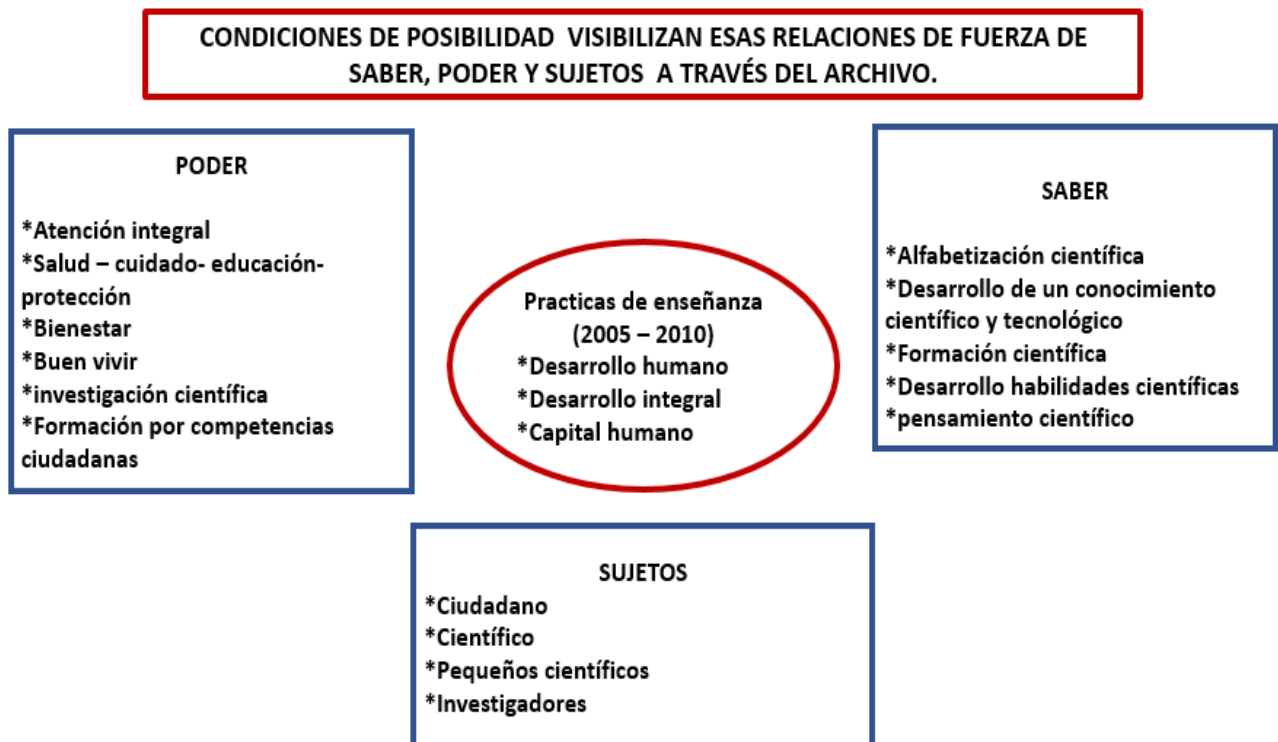 CONDICIONES DE POSIBILIDAD VISIBILIZAN ESAS RELACIONES DE FUERZA DE
SABER, PODER Y SUJETOS A TRAVÉS DEL ARCHIVO.
PODER
*Atención integral
*Salud – cuidado- educación-
protección
*Bienestar
*Buen vivir
*investigación científica
*Formación por competencias
ciudadanas
Practicas de enseñanza
(2005 – 2010)
*Desarrollo humano
*Desarrollo integral
*Capital humano
SABER
*Alfabetización científica
*Desarrollo de un conocimiento
científico y tecnológico
*Formación científica
*Desarrollo habilidades científicas
*pensamiento científico
SUJETOS
*Ciudadano
*Científico
*Pequeños científicos
*Investigadores